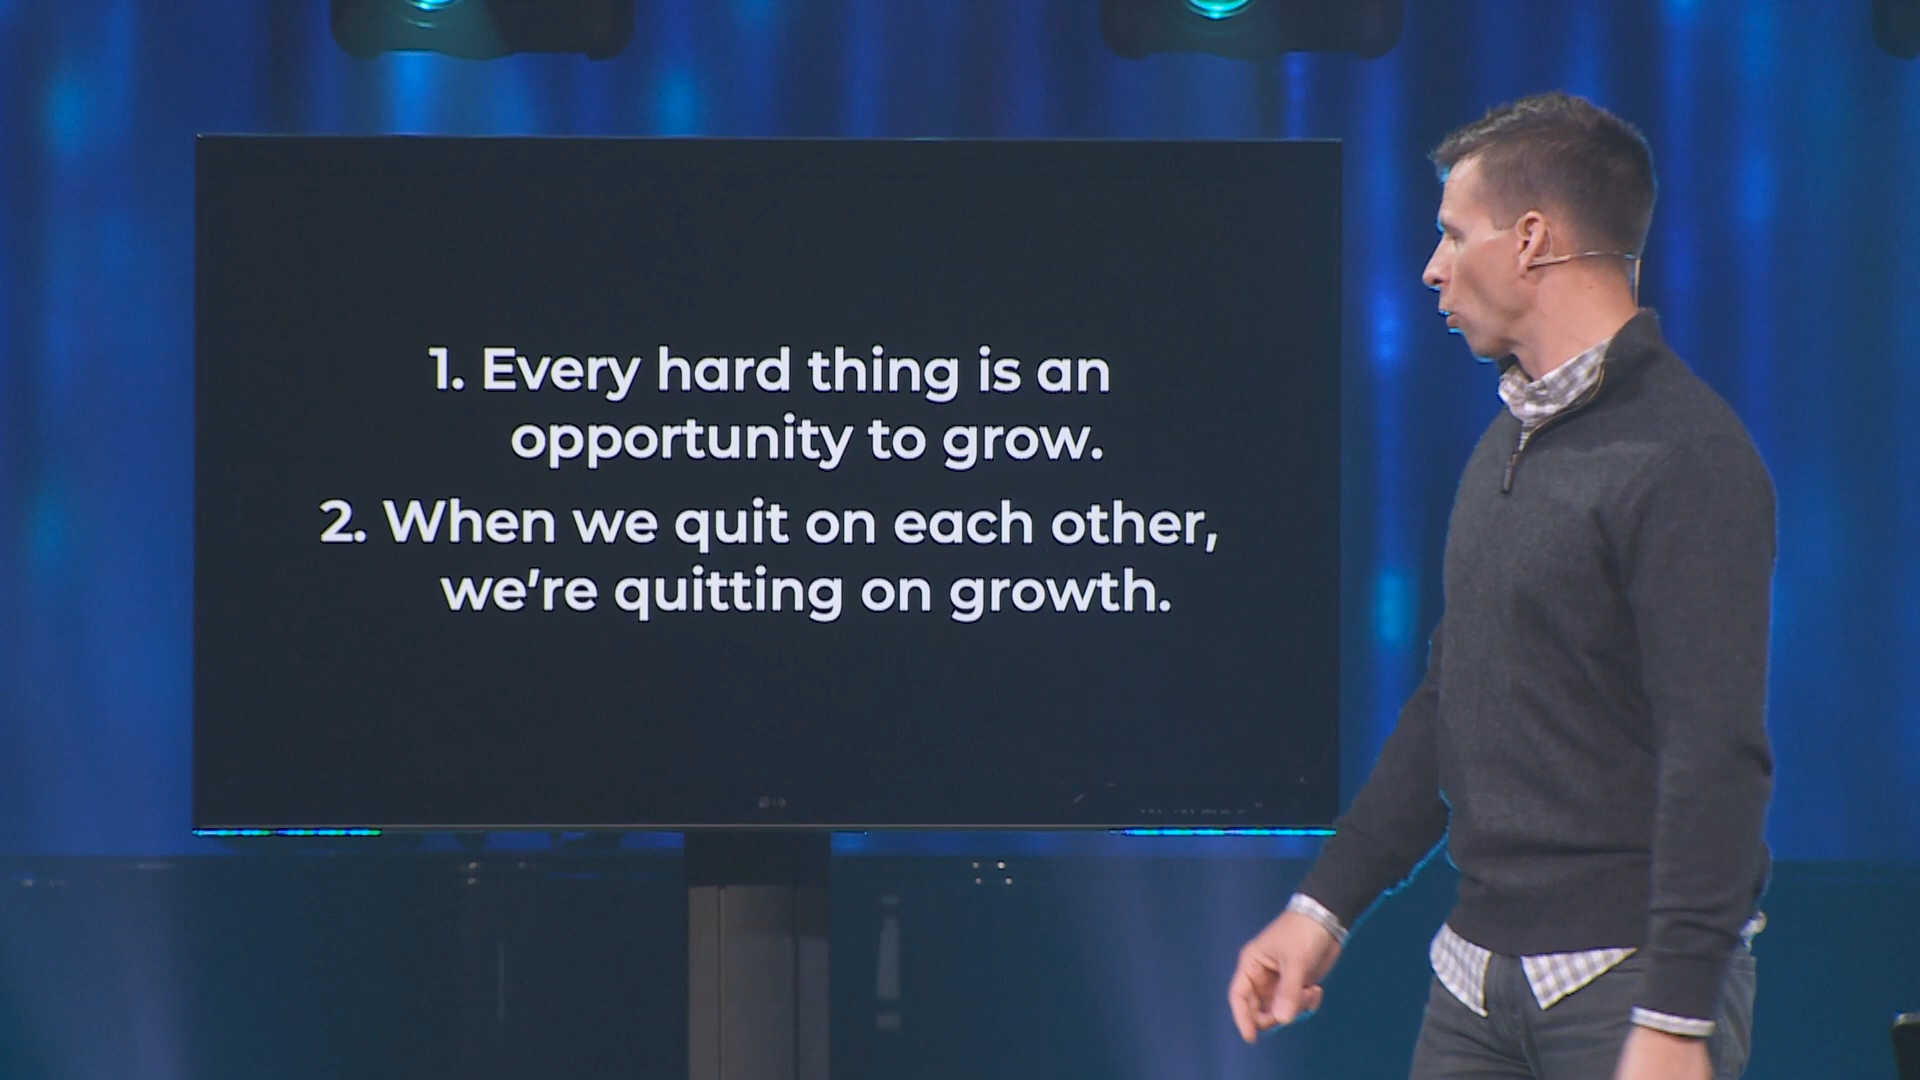 1. Every hard thing is an
opportunity to grow.
2. When we quit on each other,
we’re quitting on growth.
LG